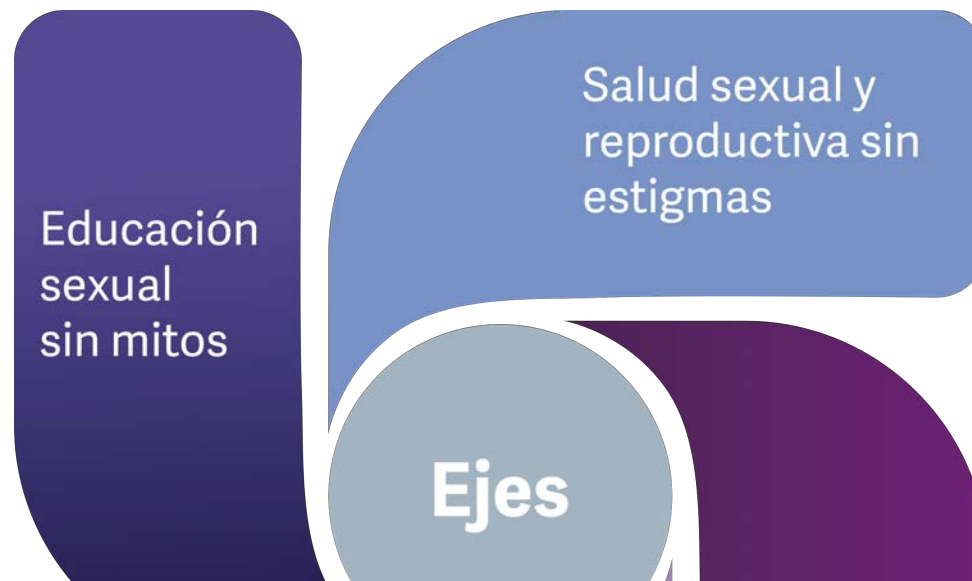 Educación
sexual
sin mitos
Salud sexual y
reproductiva sin
estigmas
Ejes